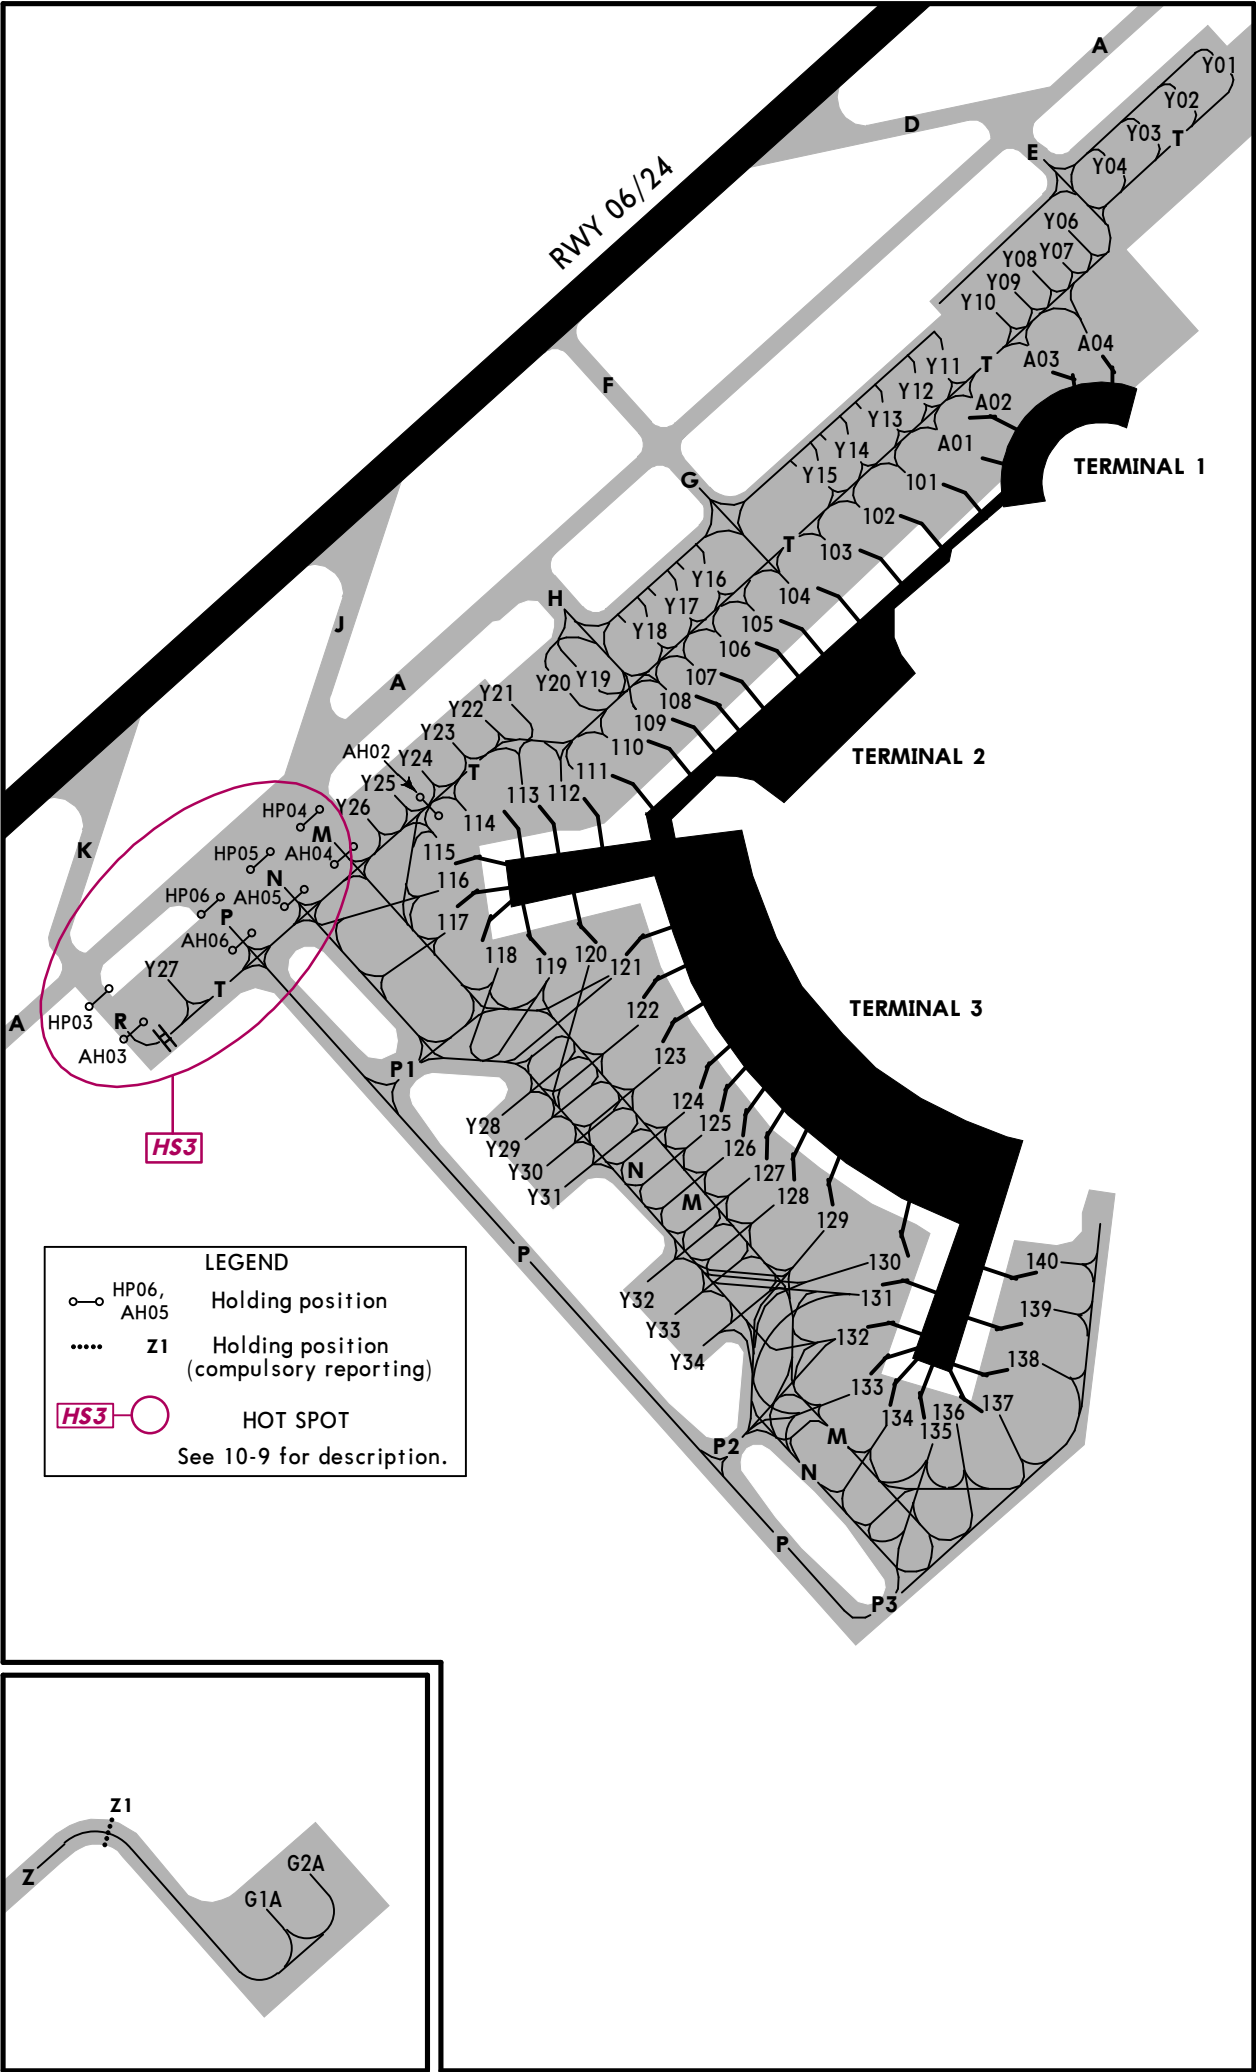 A
Y01
Y02
D
Y03
T
E
Y04
RWY 06/24
Y06
Y07
Y08
Y09
Y10
A04
A03
T
Y11
F
Y12
A02
Y13
A01
Y14
TERMINAL 1
Y15
101
G
102
T
103
Y16
104
H
Y17
105
Y18
J
106
107
Y19
Y20
A
108
Y21
109
Y22
110
Y23
AH02
Y24
TERMINAL 2
T
111
Y25
112
113
HP04
Y26
114
M
K
HP05
AH04
115
N
116
HP06
AH05
P
117
AH06
118
119
120
121
Y27
T
TERMINAL 3
122
A
HP03
R
AH03
123
P1
124
Y28
125
Y29
126
HS3
Y30
N
127
Y31
M
128
129
P
130
140
131
Y32
139
Y33
132
Y34
138
133
134
136
137
135
P2
M
N
P
P3
LEGEND
HP06,
AH05
Holding position
Z1
Holding position
(compulsory reporting)
HS3
HOT SPOT
See 10-9 for description.
Z1
Z
G2A
G1A